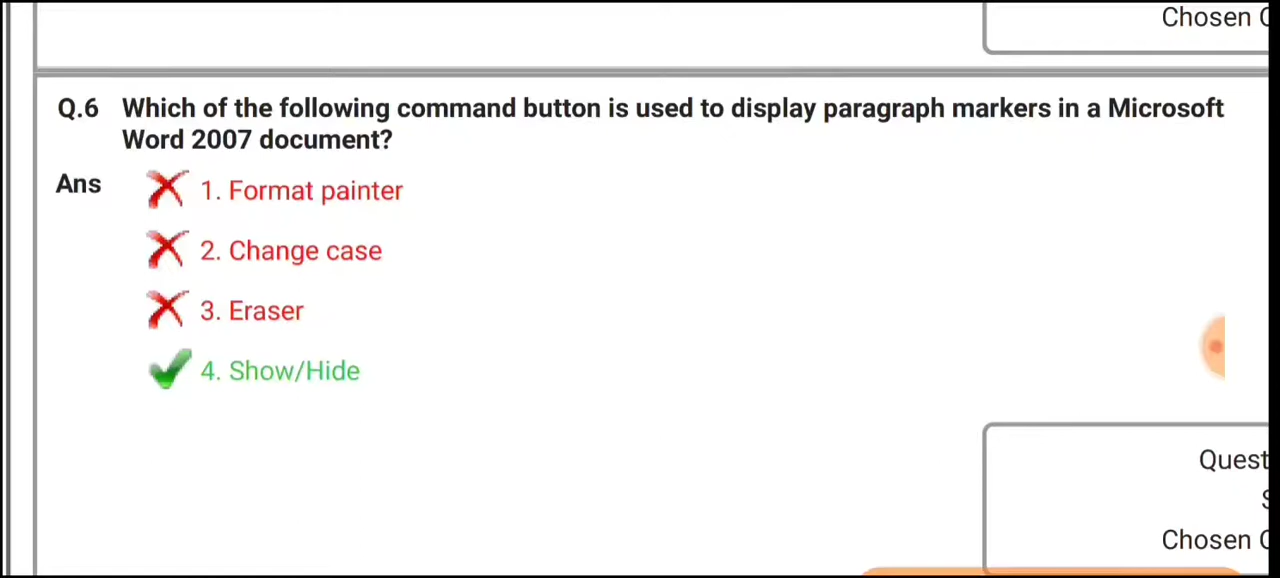 Chosen
Q.6 Which of the following command button is used to display paragraph markers in a Microsoft
Word 2007 document?
Ans 1. Format painter
2. Change case
3. Eraser
4. Show/Hide
Quest
Chosen